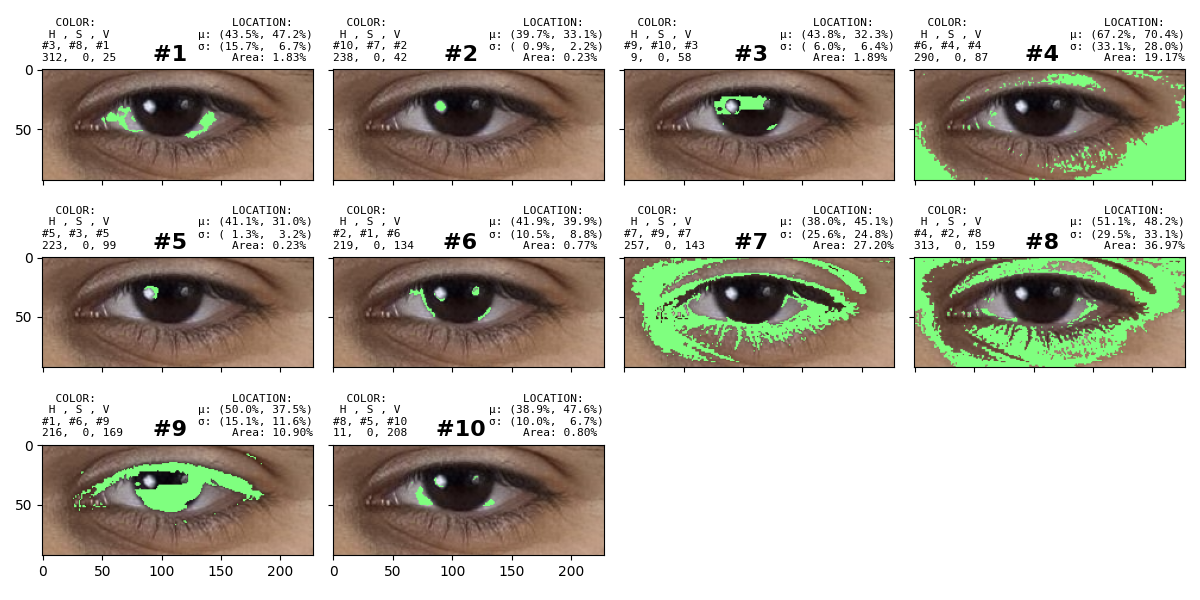 COLOR: LOCATION:
H , S , V μ: (43.5%, 47.2%)
#3, #8, #1 σ: (15.7%, 6.7%)
312, 0, 25 #1 Area: 1.83%
COLOR: LOCATION:
H , S , V μ: (39.7%, 33.1%)
#10, #7, #2 σ: ( 0.9%, 2.2%)
238, 0, 42 #2 Area: 0.23%
COLOR: LOCATION:
H , S , V μ: (43.8%, 32.3%)
#9, #10, #3 σ: ( 6.0%, 6.4%)
9, 0, 58 #3 Area: 1.89%
COLOR: LOCATION:
H , S , V μ: (67.2%, 70.4%)
#6, #4, #4 σ: (33.1%, 28.0%)
290, 0, 87 #4 Area: 19.17%
0
50
COLOR: LOCATION:
H , S , V μ: (41.1%, 31.0%)
#5, #3, #5 σ: ( 1.3%, 3.2%)
223, 0, 99 #5 Area: 0.23%
COLOR: LOCATION:
H , S , V μ: (41.9%, 39.9%)
#2, #1, #6 σ: (10.5%, 8.8%)
219, 0, 134 #6 Area: 0.77%
COLOR: LOCATION:
H , S , V μ: (38.0%, 45.1%)
#7, #9, #7 σ: (25.6%, 24.8%)
257, 0, 143 #7 Area: 27.20%
COLOR: LOCATION:
H , S , V μ: (51.1%, 48.2%)
#4, #2, #8 σ: (29.5%, 33.1%)
313, 0, 159 #8 Area: 36.97%
0
50
COLOR: LOCATION:
H , S , V μ: (50.0%, 37.5%)
#1, #6, #9 σ: (15.1%, 11.6%)
216, 0, 169 #9 Area: 10.90%
COLOR: LOCATION:
H , S , V μ: (38.9%, 47.6%)
#8, #5, #10 σ: (10.0%, 6.7%)
11, 0, 208 #10 Area: 0.80%
0
50
0 50 100 150 200
0 50 100 150 200